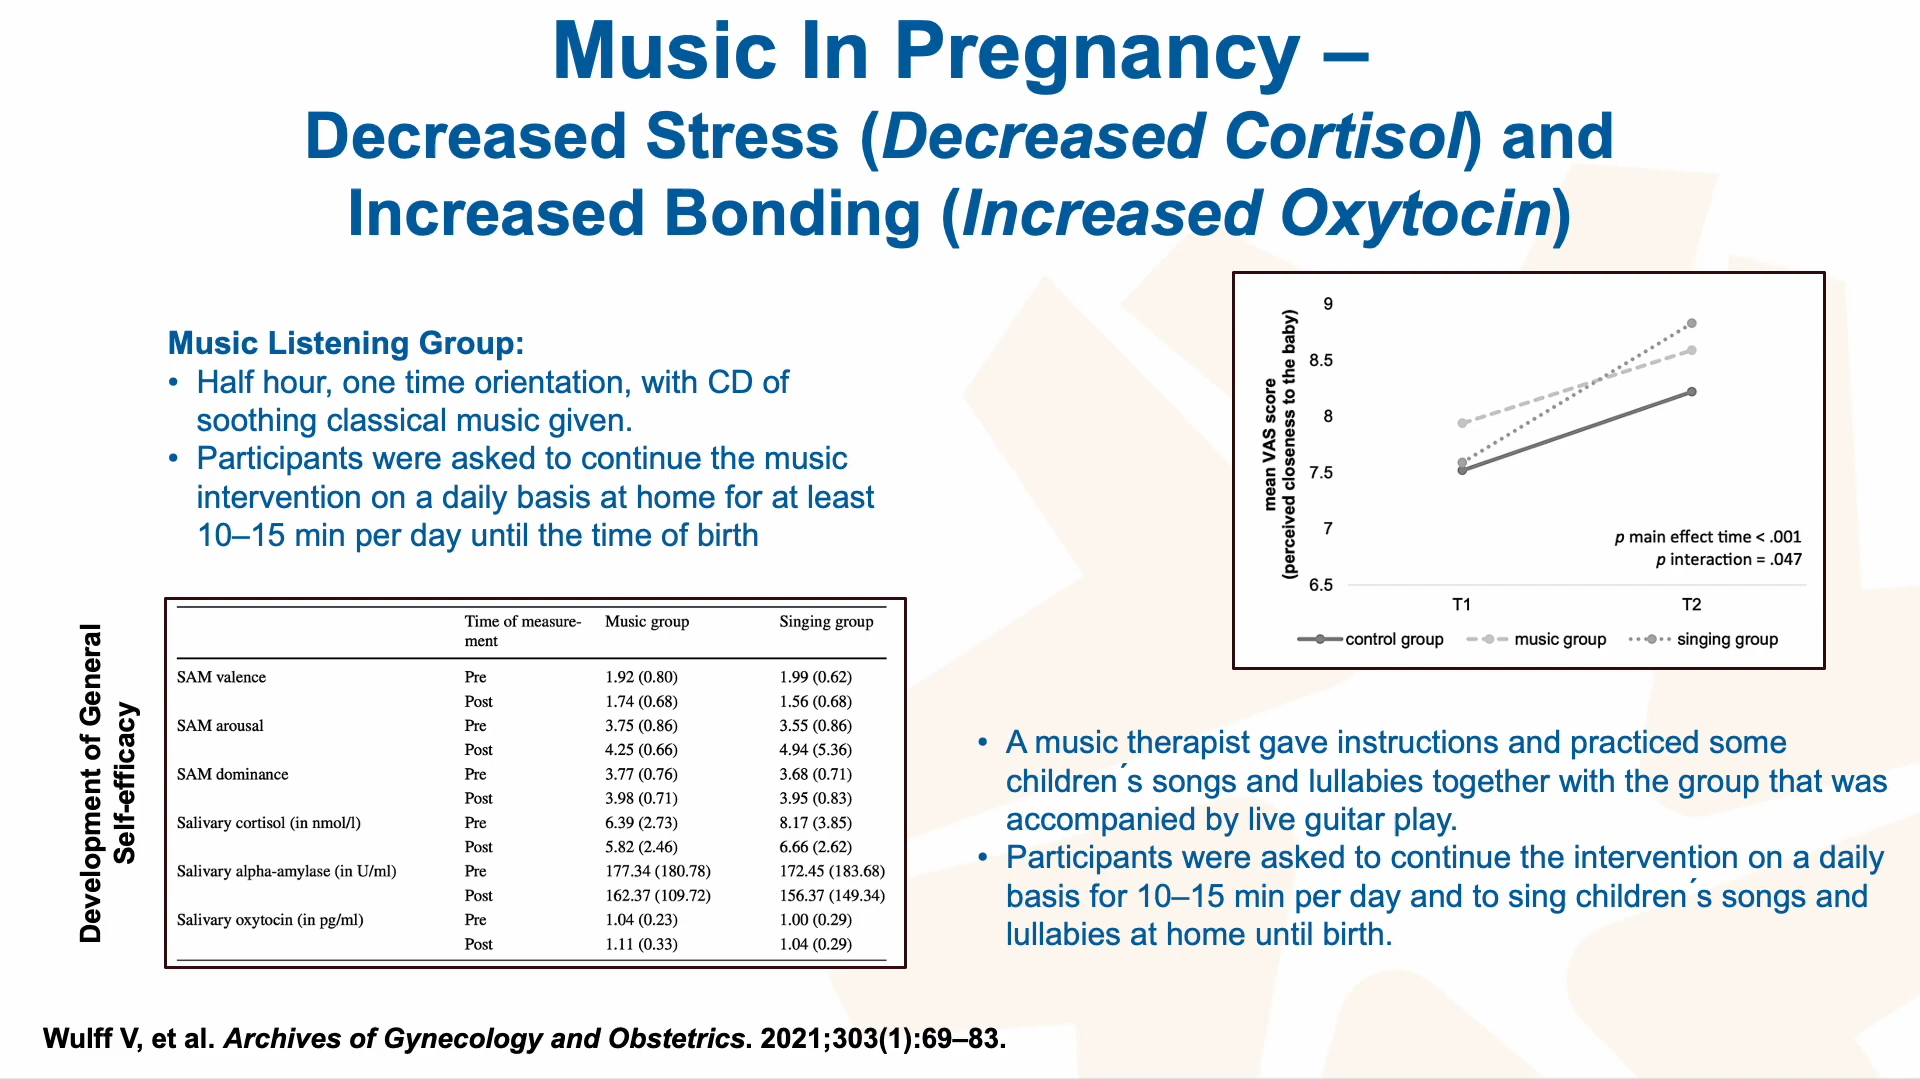 Music In Pregnancy –
Decreased Stress (Decreased Cortisol) and
Increased Bonding (Increased Oxytocin)
Music Listening Group:
• Half hour, one time orientation, with CD of
soothing classical music given.
• Participants were asked to continue the music
intervention on a daily basis at home for at least
10–15 min per day until the time of birth
Development of General
Self-efficacy
Time of measure- Music group Singing group
ment
SAM valence Pre 1.92 (0.80) 1.99 (0.62)
Post 1.74 (0.68) 1.56 (0.68)
SAM arousal Pre 3.75 (0.86) 3.55 (0.86)
Post 4.25 (0.66) 4.94 (5.36)
SAM dominance Pre 3.77 (0.76) 3.68 (0.71)
Post 3.98 (0.71) 3.95 (0.83)
Salivary cortisol (in nmol/l) Pre 6.39 (2.73) 8.17 (3.85)
Post 5.82 (2.46) 6.66 (2.62)
Salivary alpha-amylase (in U/ml) Pre 177.34 (180.78) 172.45 (183.68)
Post 162.37 (109.72) 156.37 (149.34)
Salivary oxytocin (in pg/ml) Pre 1.04 (0.23) 1.00 (0.29)
Post 1.11 (0.33) 1.04 (0.29)
mean VAS score
(perceived closeness to the baby)
9
8.5
8
7.5
7
6.5
p main effect time < .001
p interaction = .047
T1 T2
control group music group singing group
• A music therapist gave instructions and practiced some
children´s songs and lullabies together with the group that was
accompanied by live guitar play.
• Participants were asked to continue the intervention on a daily
basis for 10–15 min per day and to sing children´s songs and
lullabies at home until birth.
Wulff V, et al. Archives of Gynecology and Obstetrics. 2021;303(1):69–83.